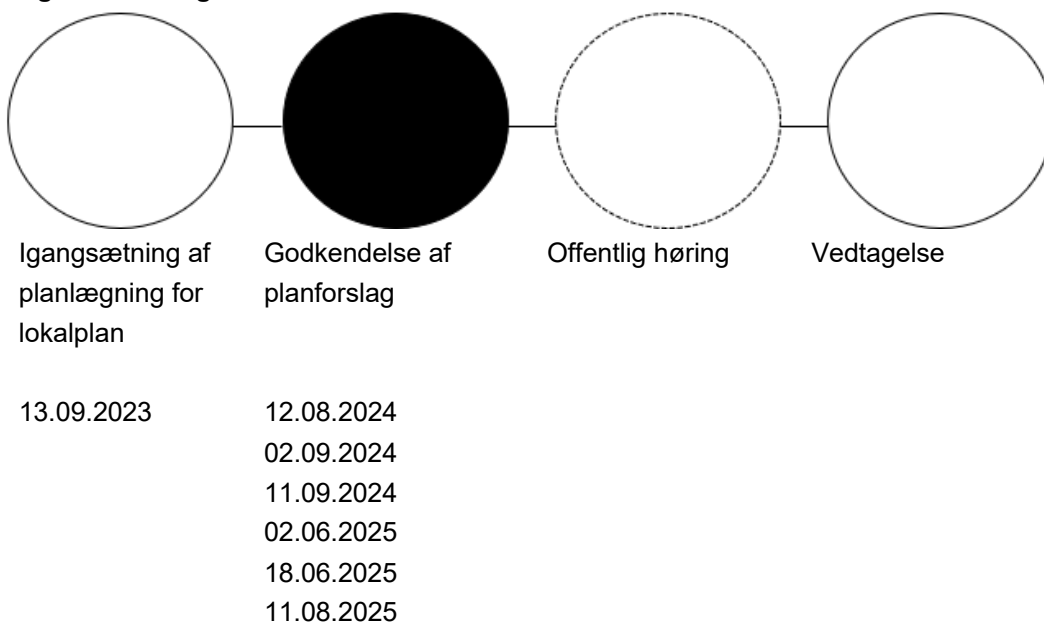 Igangsætning af
planlægning for
lokalplan
Godkendelse af
planforslag
Offentlig høring
Vedtagelse
13.09.2023
12.08.2024
02.09.2024
11.09.2024
02.06.2025
18.06.2025
11.08.2025